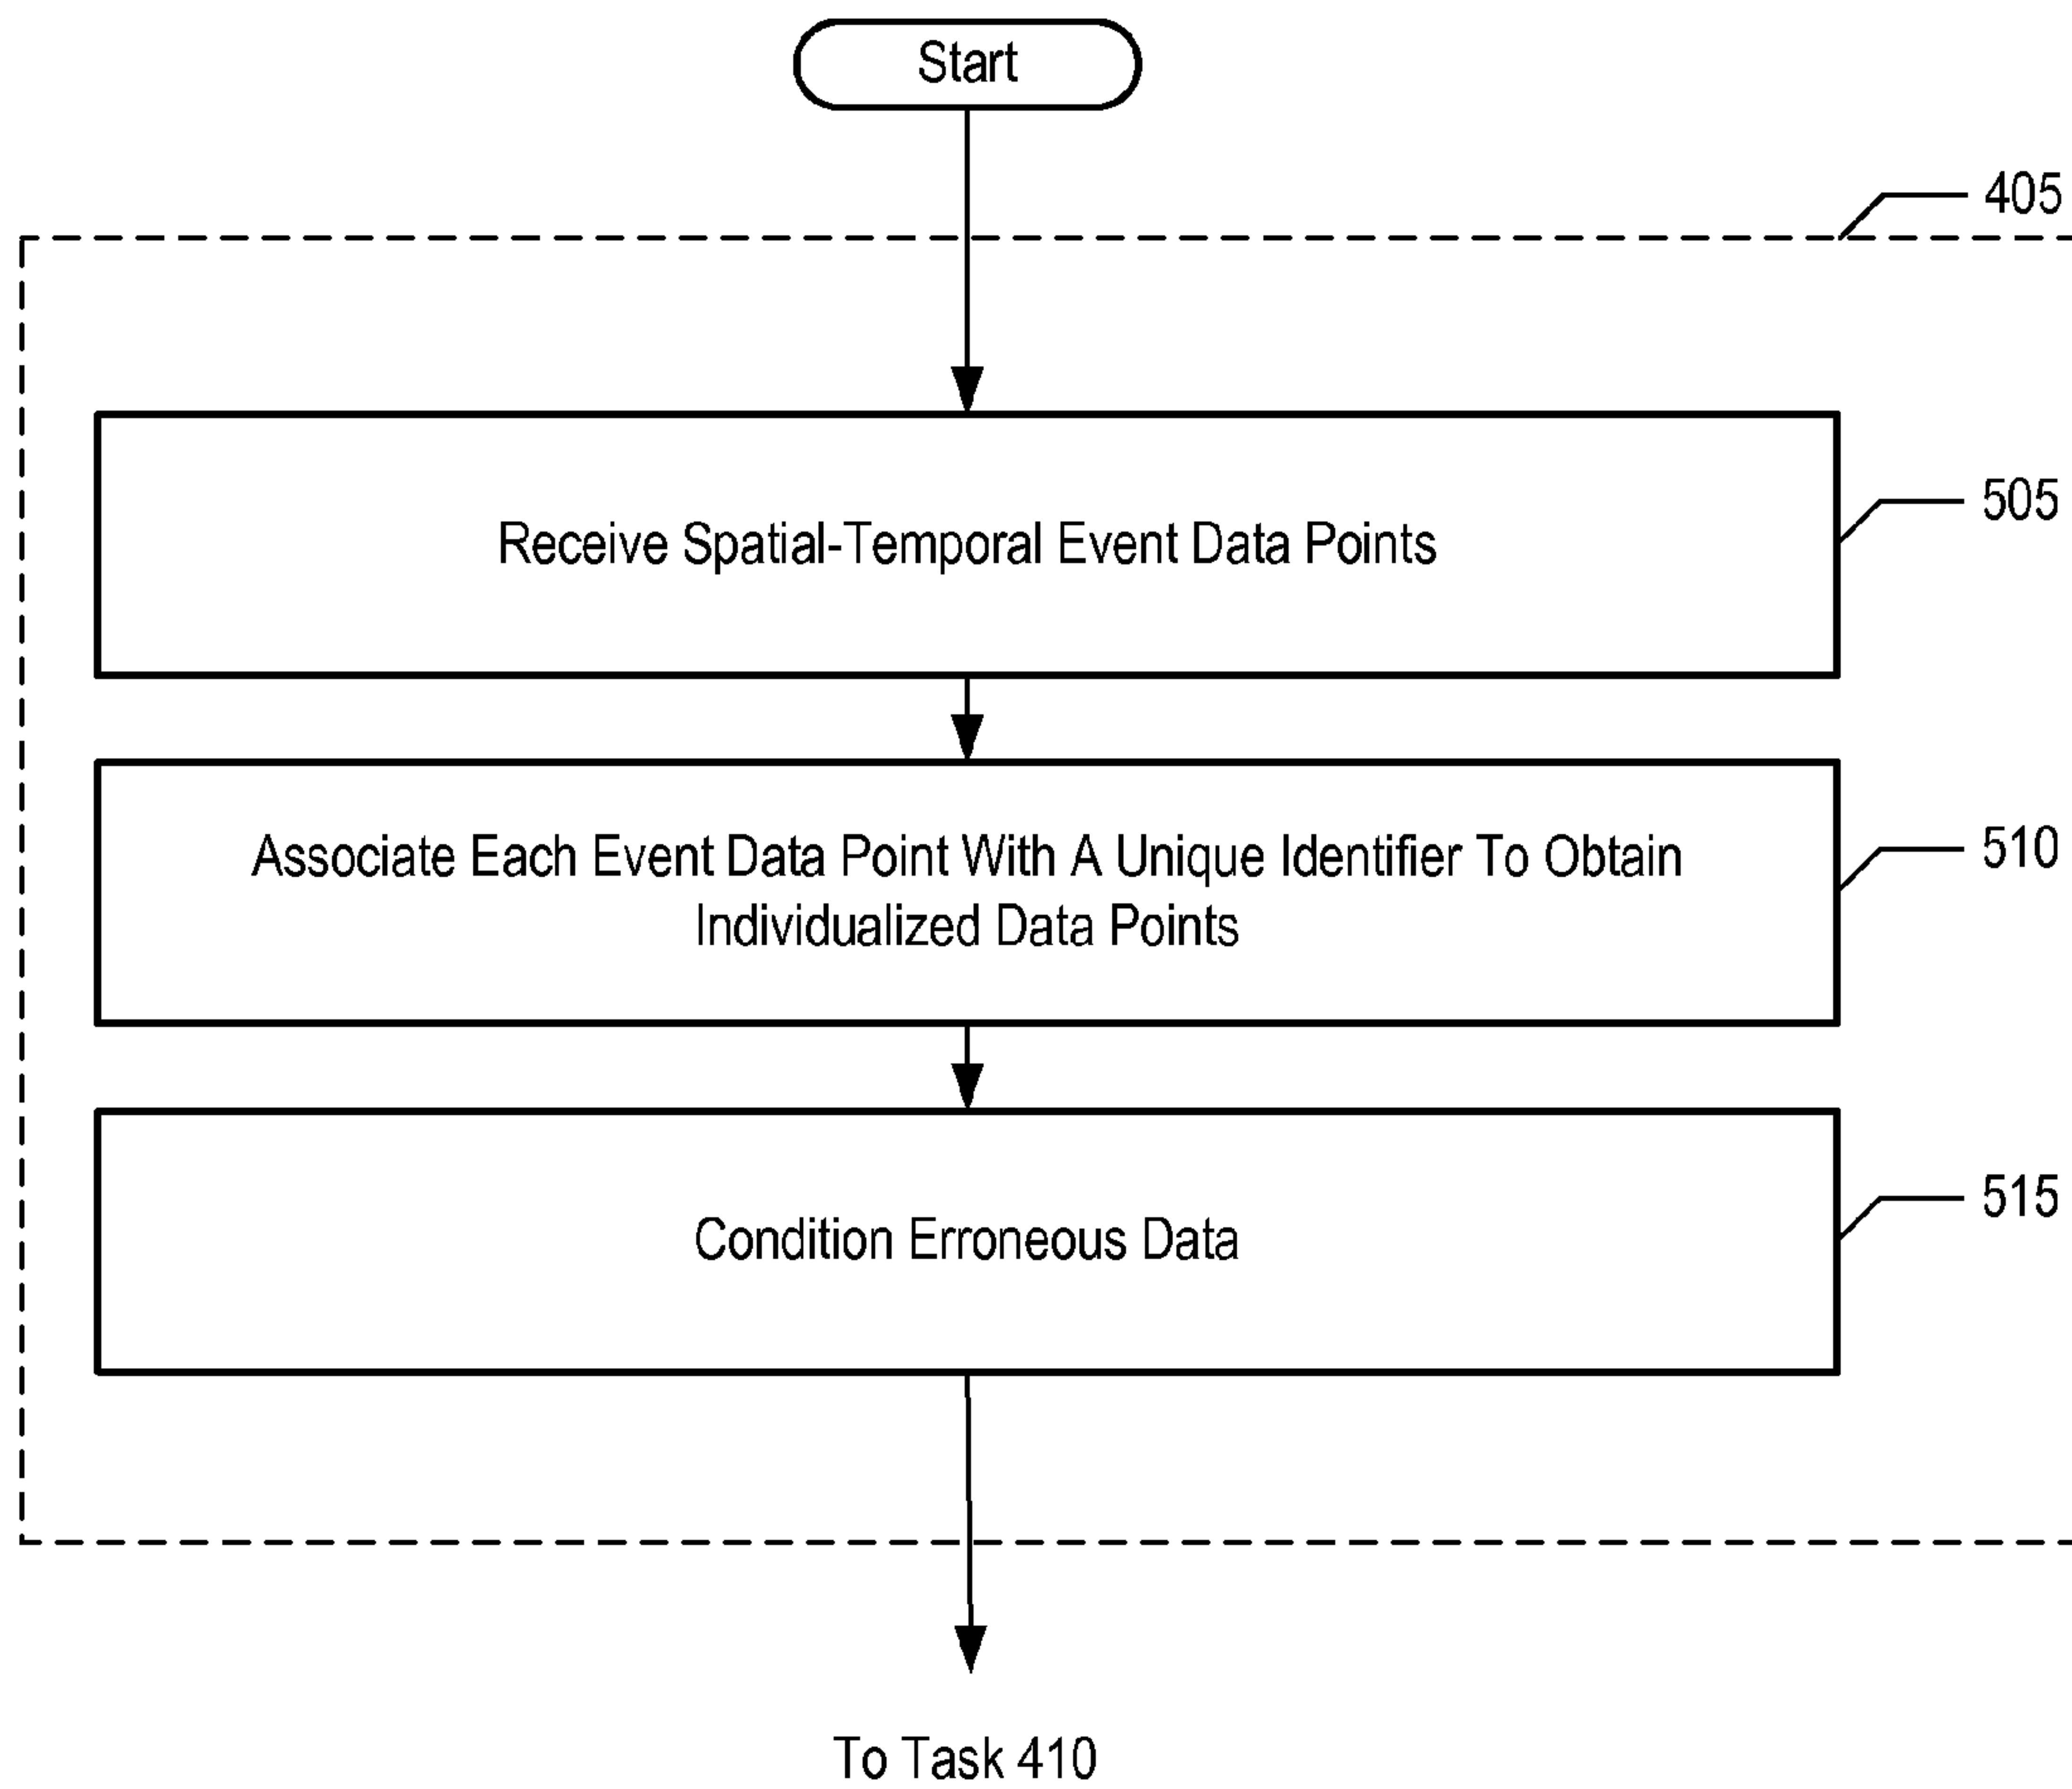 Start
405
Receive Spatial-Temporal Event Data Points
505
Associate Each Event Data Point With A Unique Identifier To Obtain
Individualized Data Points
510
Condition Erroneous Data
515
To Task 410